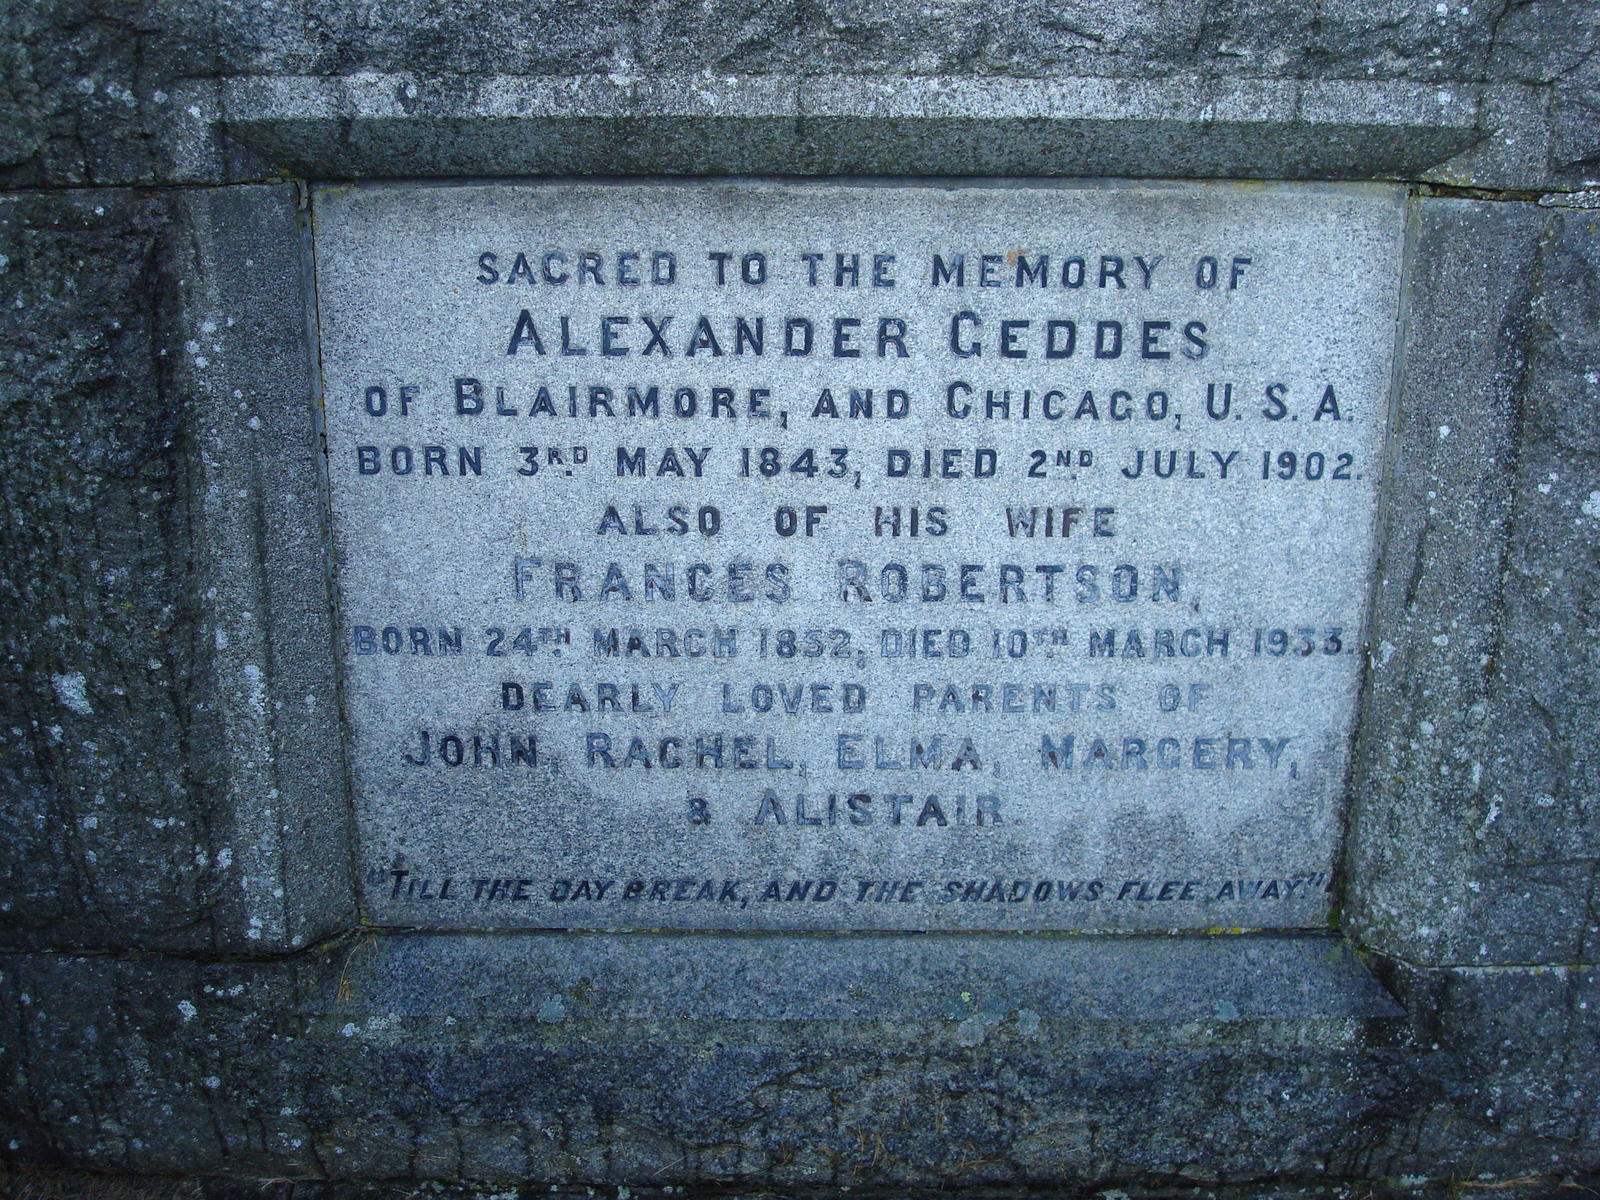 SACRED TO THE MEMORY OF
ALEXANDER GEDDES
OF BLAIRMORE, AND CHICAGO, U.S.A.
BORN 3RD MAY 1843, DIED 2ND JULY 1902.
ALSO OF HIS WIFE
FRANCES ROBERTSON,
BORN 24TH MARCH 1852, DIED 10TH MARCH 1933.
DEARLY LOVED PARENTS OF
JOHN, RACHEL, ELMA, MARGERY,
& ALISTAIR.
"TILL THE DAY BREAK, AND THE SHADOWS FLEE AWAY."